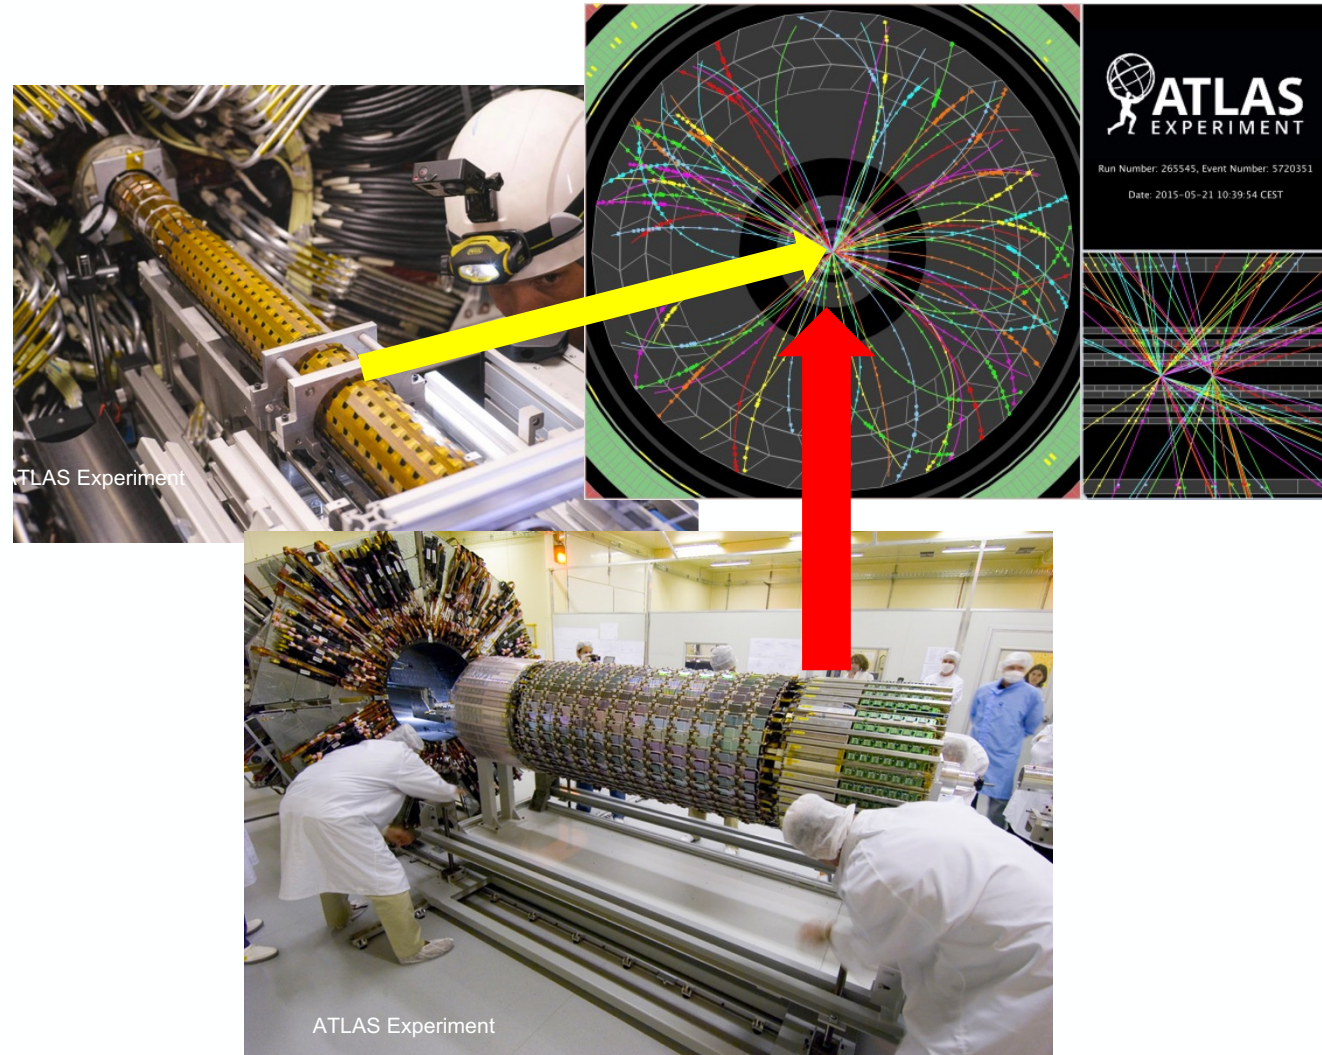 ATLAS
EXPERIMENT
Run Number: 265545, Event Number: 5720351
Date: 2015-05-21 10:39:54 CEST
TLAS Experiment
ATLAS Experiment